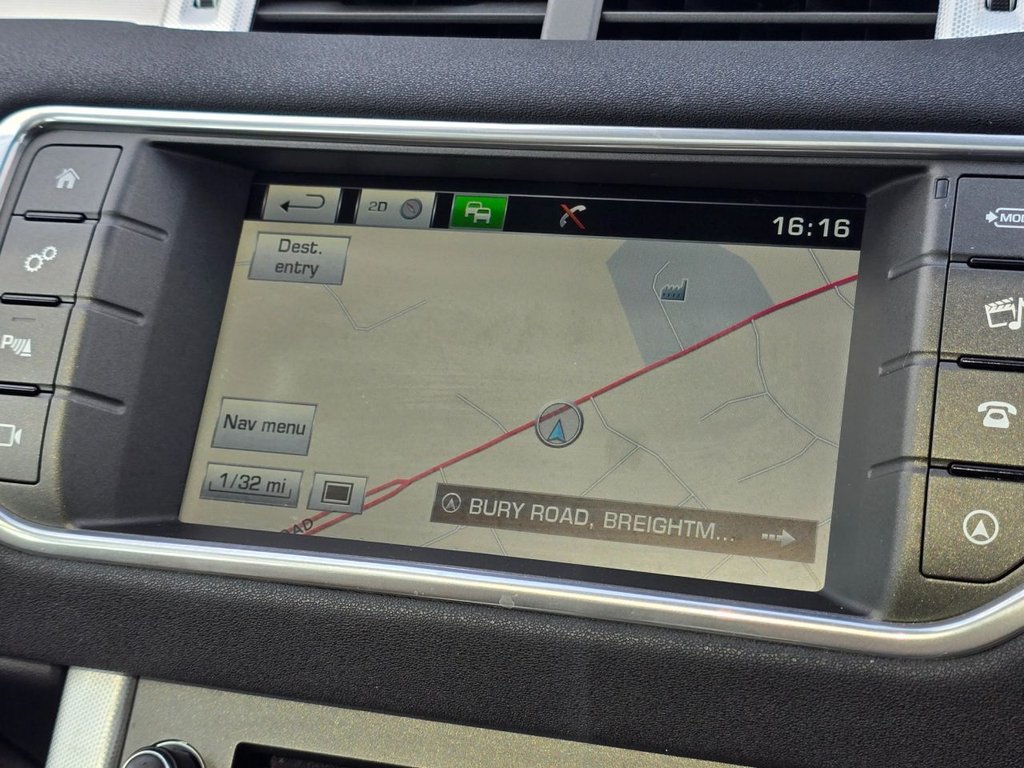 2D
16:16
Dest.
entry
Nav menu
1/32 mi
BURY ROAD, BREIGHTM...
P